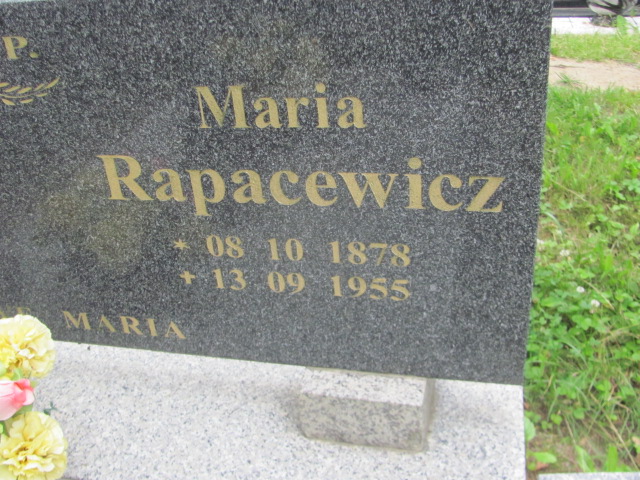 P.
Maria
Rapacewicz
* 08 10 1878
+ 13 09 1955
MARIA